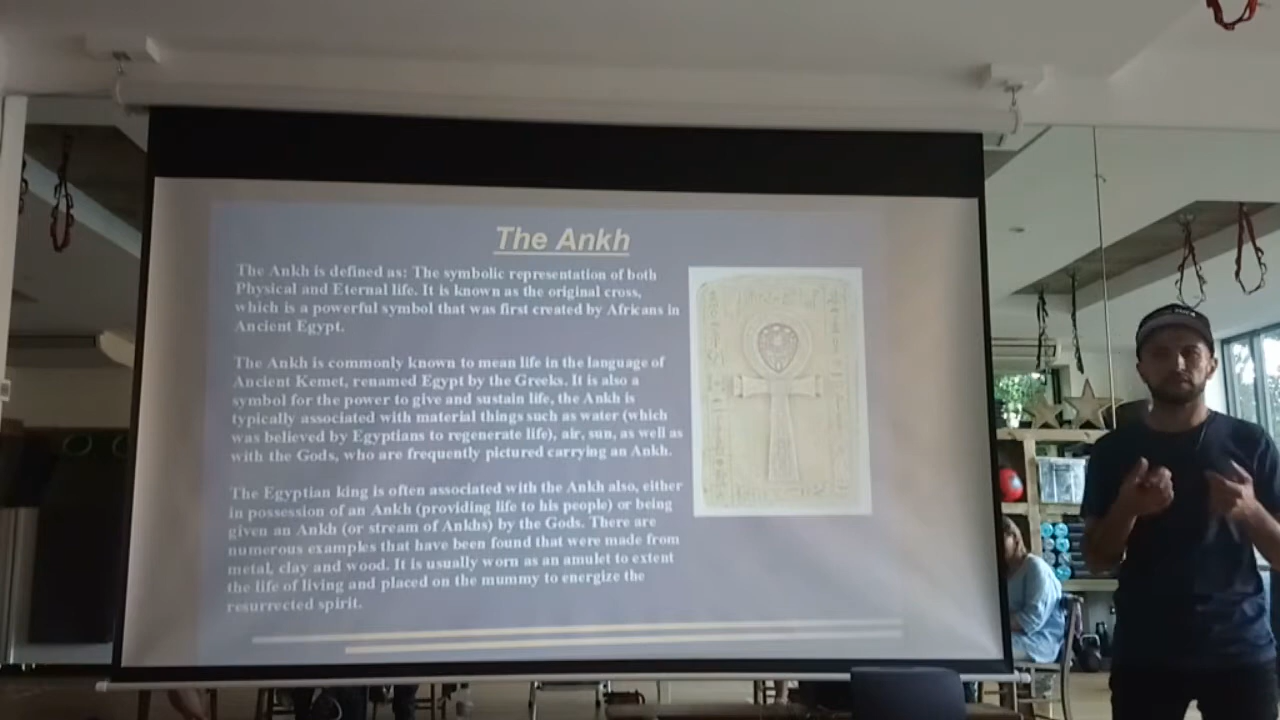 The Ankh
The Ankh is defined as: The symbolic representation of both
Physical and Eternal life. It is known as the original cross,
which is a powerful symbol that was first created by Africans in
Ancient Egypt.
The Ankh is commonly known to mean life in the language of
Ancient Kemet, renamed Egypt by the Greeks. It is also a
symbol for the power to give and sustain life, the Ankh is
typically associated with material things such as water (which
was believed by Egyptians to regenerate life), air, sun, as well as
with the Gods, who are frequently pictured carrying an Ankh.
The Egyptian king is often associated with the Ankh also, either
in possession of an Ankh (providing life to his people) or being
given an Ankh (or stream of Ankhs) by the Gods. There are
numerous examples that have been found that were made from
metal, clay and wood. It is usually worn as an amulet to extent
the life of living and placed on the mummy to energize the
resurrected spirit.